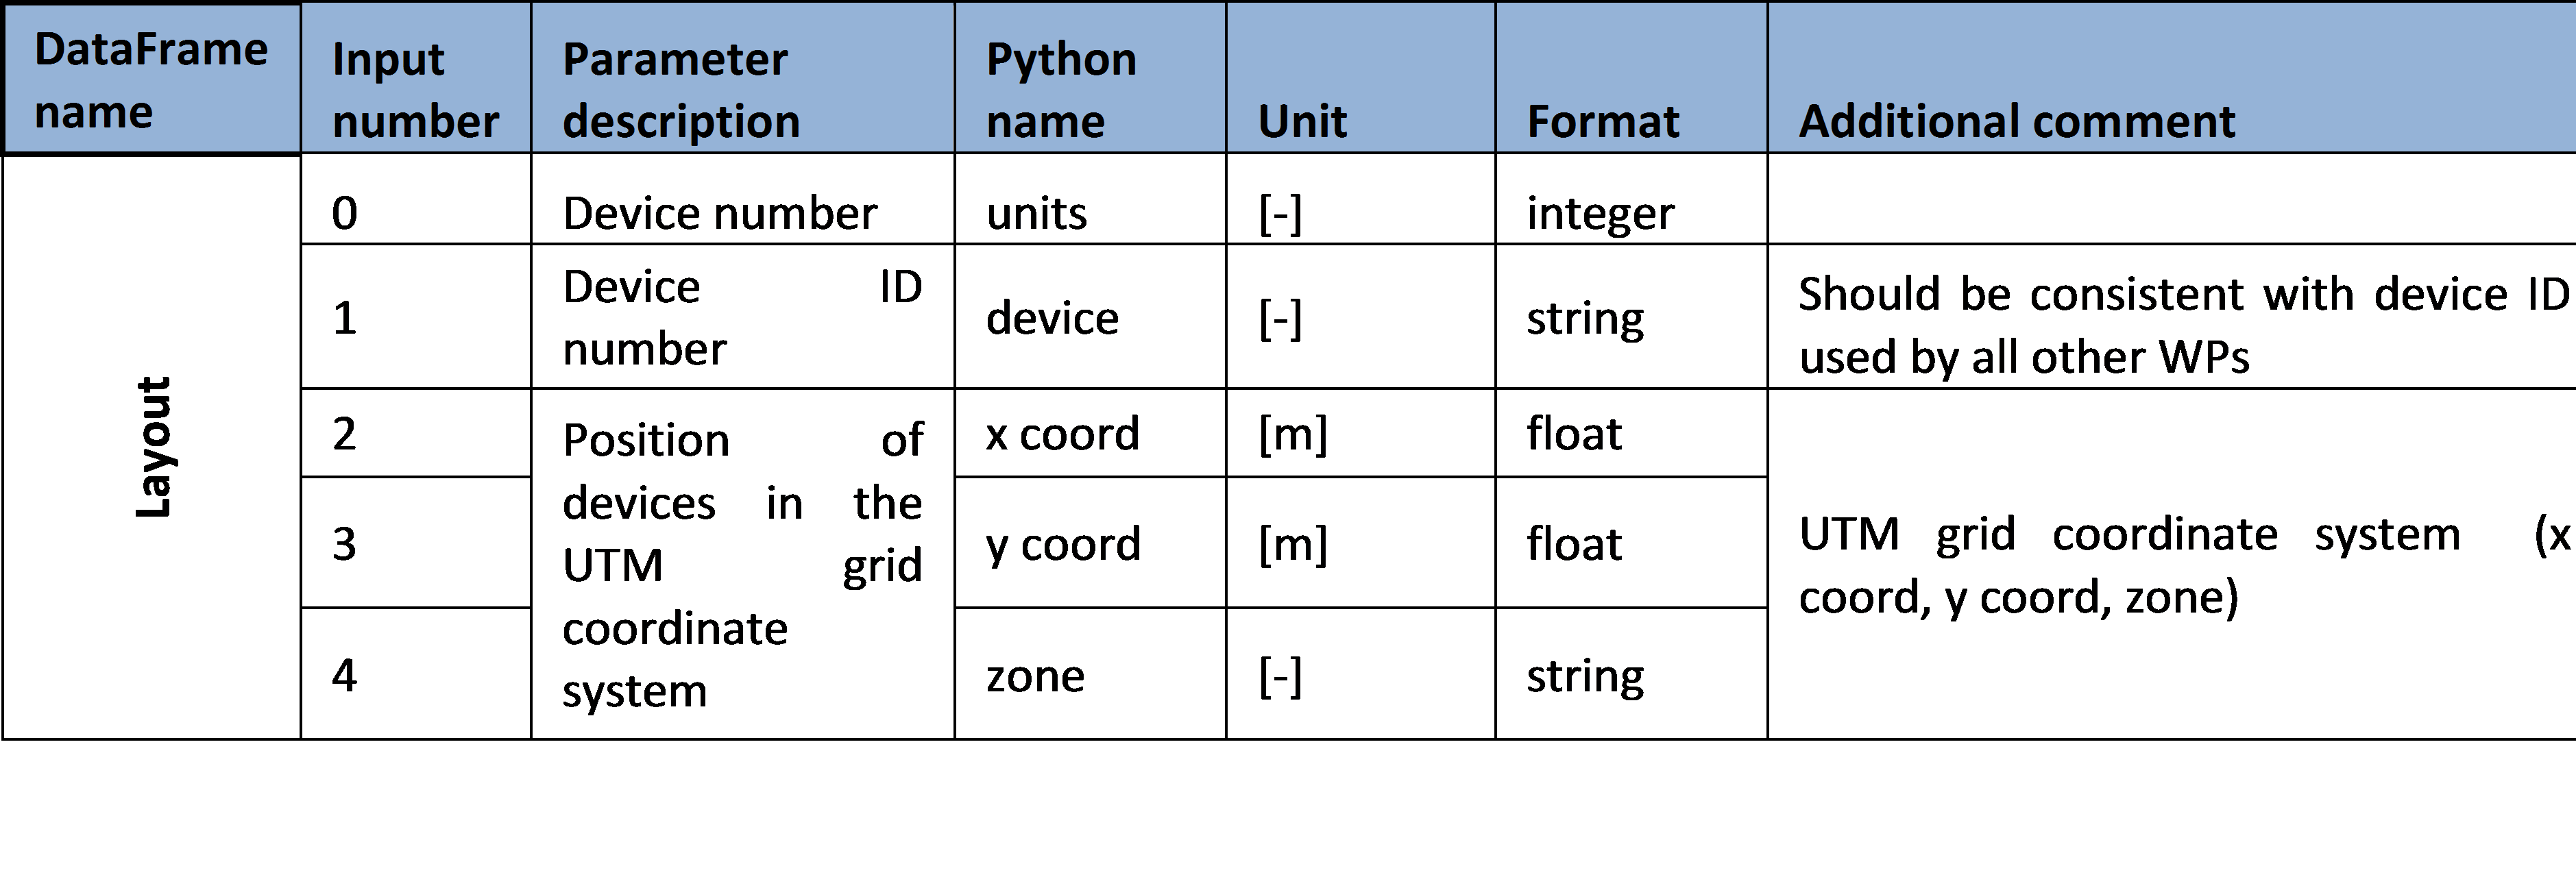 DataFrame
name
Input
number
Parameter
description
Python
name
Unit
Format
Additional comment
Layout
0
Device number
units
[-]
integer
1
Device ID
number
device
[-]
string
Should be consistent with device ID
used by all other WPs
2
Position of
devices in the
UTM grid
coordinate
system
x coord
[m]
float
UTM grid coordinate system (x
coord, y coord, zone)
3
y coord
[m]
float
4
zone
[-]
string